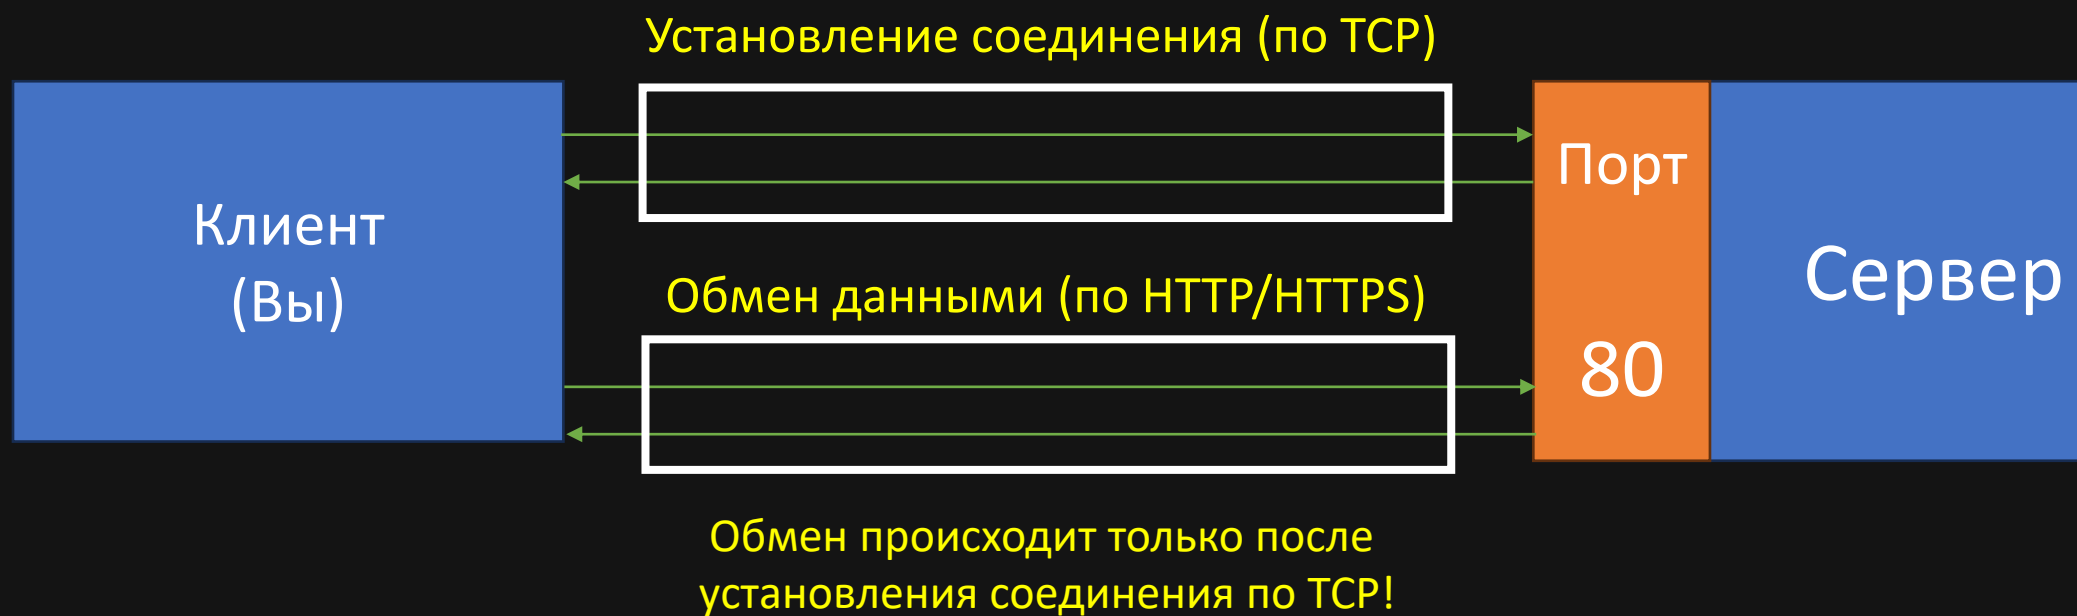 Установление соединения (по TCP)
Клиент
(Вы)
Порт
80
Сервер
Обмен данными (по HTTP/HTTPS)
Обмен происходит только после
установления соединения по TCP!